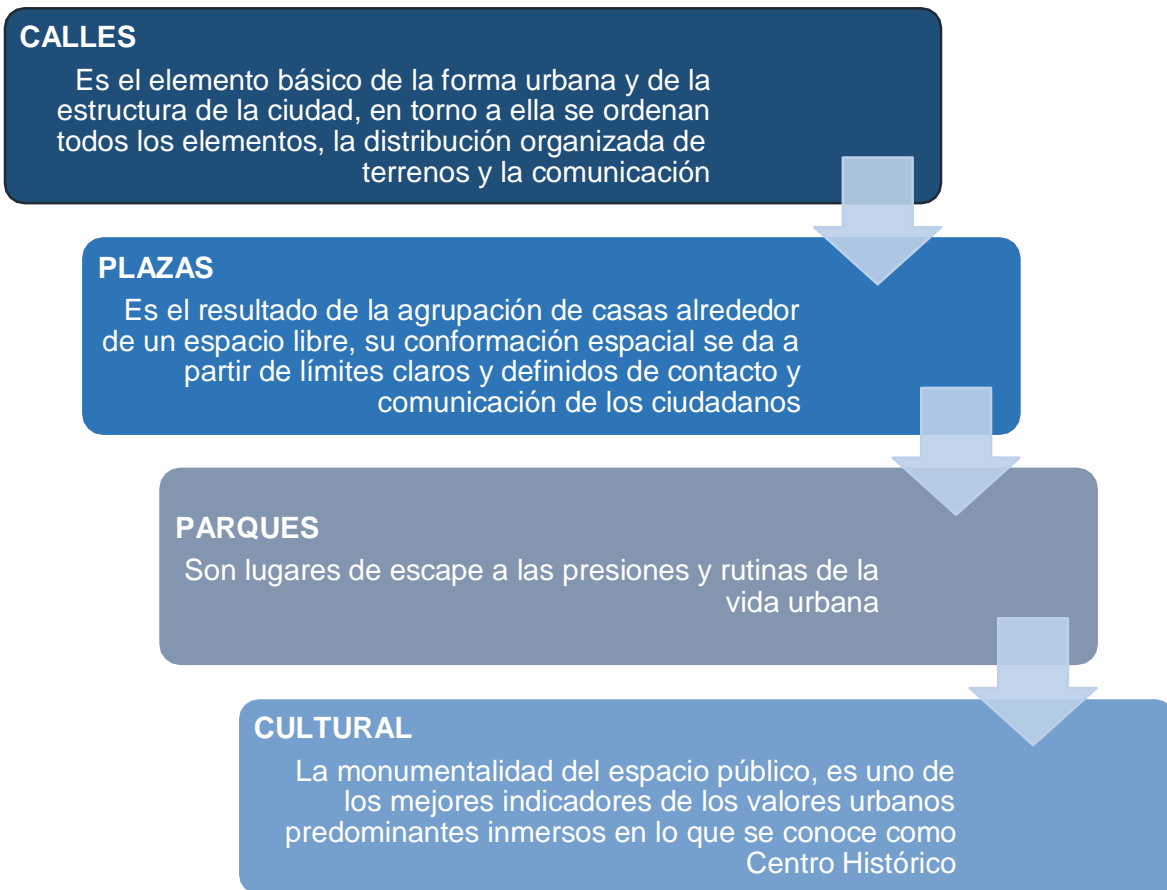 CALLES
Es el elemento básico de la forma urbana y de la
estructura de la ciudad, en torno a ella se ordenan
todos los elementos, la distribución organizada de
terrenos y la comunicación
PLAZAS
Es el resultado de la agrupación de casas alrededor
de un espacio libre, su conformación espacial se da a
partir de límites claros y definidos de contacto y
comunicación de los ciudadanos
PARQUES
Son lugares de escape a las presiones y rutinas de la
vida urbana
CULTURAL
La monumentalidad del espacio público, es uno de
los mejores indicadores de los valores urbanos
predominantes inmersos en lo que se conoce como
Centro Histórico